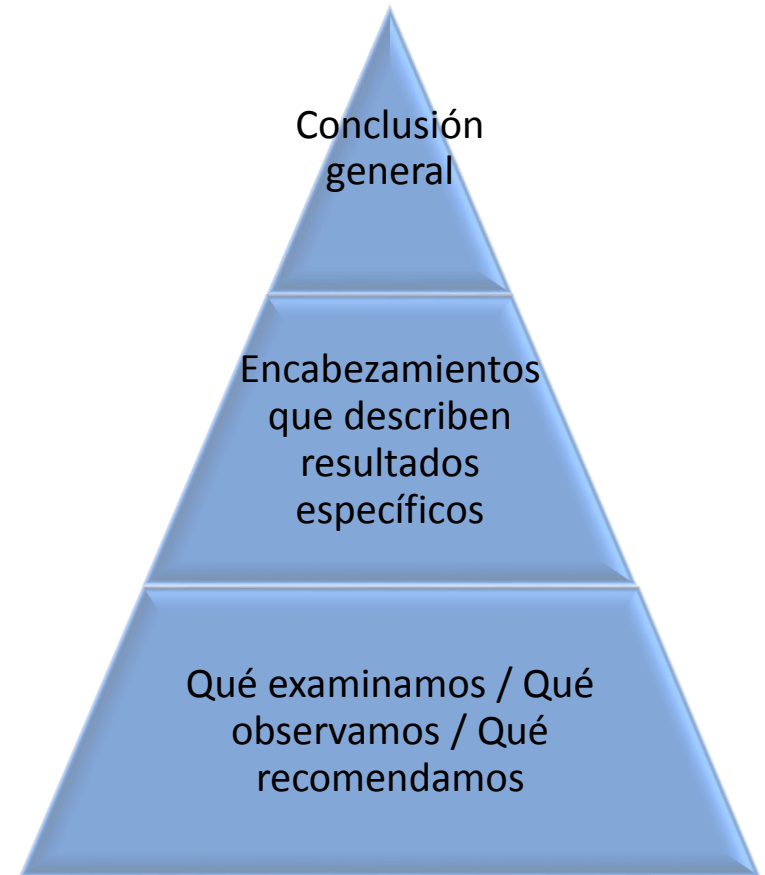 Conclusión
general
Encabezamientos
que describen
resultados
específicos
Qué examinamos / Qué
observamos / Qué
recomendamos